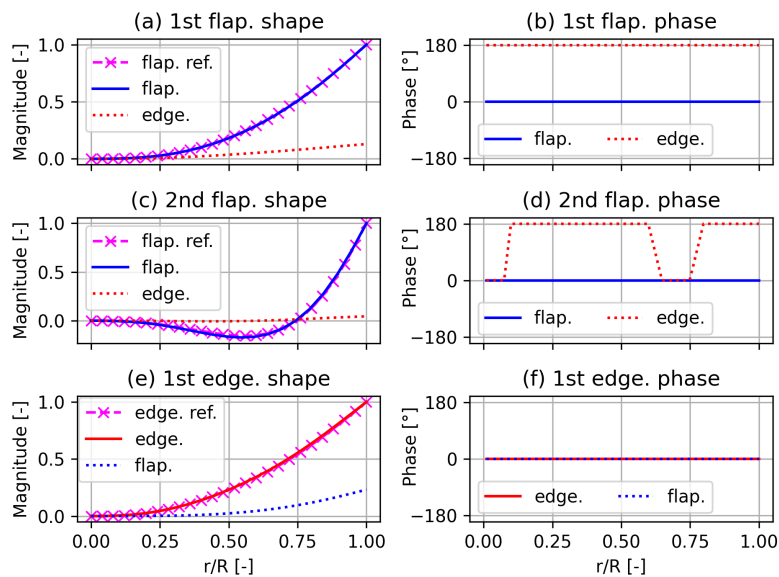 (a) 1st flap. shape
Magnitude [-]
1.0
0.5
0.0
flap. ref.
flap.
edge.
(b) 1st flap. phase
Phase [°]
180
0
−180
flap.
edge.
(c) 2nd flap. shape
Magnitude [-]
1.0
0.5
0.0
flap. ref.
flap.
edge.
(d) 2nd flap. phase
Phase [°]
180
0
−180
flap.
edge.
(e) 1st edge. shape
Magnitude [-]
1.0
0.5
0.0
edge. ref.
edge.
flap.
0.00 0.25 0.50 0.75 1.00
r/R [-]
(f) 1st edge. phase
Phase [°]
180
0
−180
edge.
flap.
0.00 0.25 0.50 0.75 1.00
r/R [-]